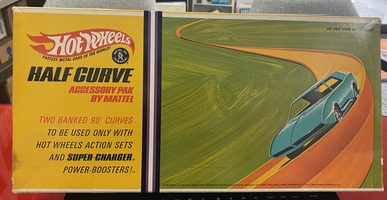 Hot Wheels
FASTEST METAL CARS IN THE WORLD!
HALF CURVE
ACCESSORY PAK
BY MATTEL
TWO BANKED 90° CURVES
TO BE USED ONLY WITH
HOT WHEELS ACTION SETS
AND SUPER-CHARGER
POWER-BOOSTERS!